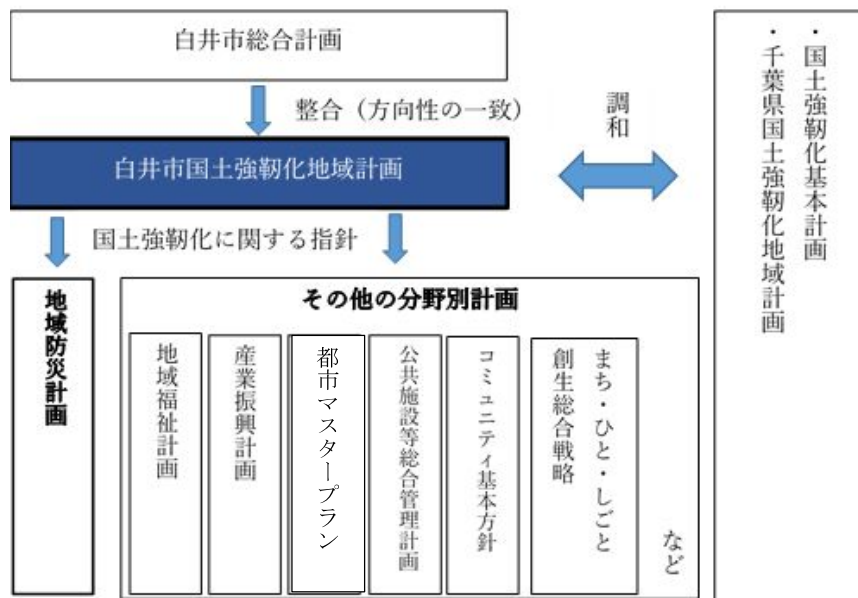 白井市総合計画
整合（方向性の一致）
調和
白井市国土強靭化地域計画
国土強靭化に関する指針
地域防災計画
その他の分野別計画
地域福祉計画
産業振興計画
都市マスタープラン
公共施設等総合管理計画
コミュニティ基本方針
まち・ひと・しごと
創生総合戦略
など
・国土強靭化基本計画
・千葉県国土強靭化地域計画